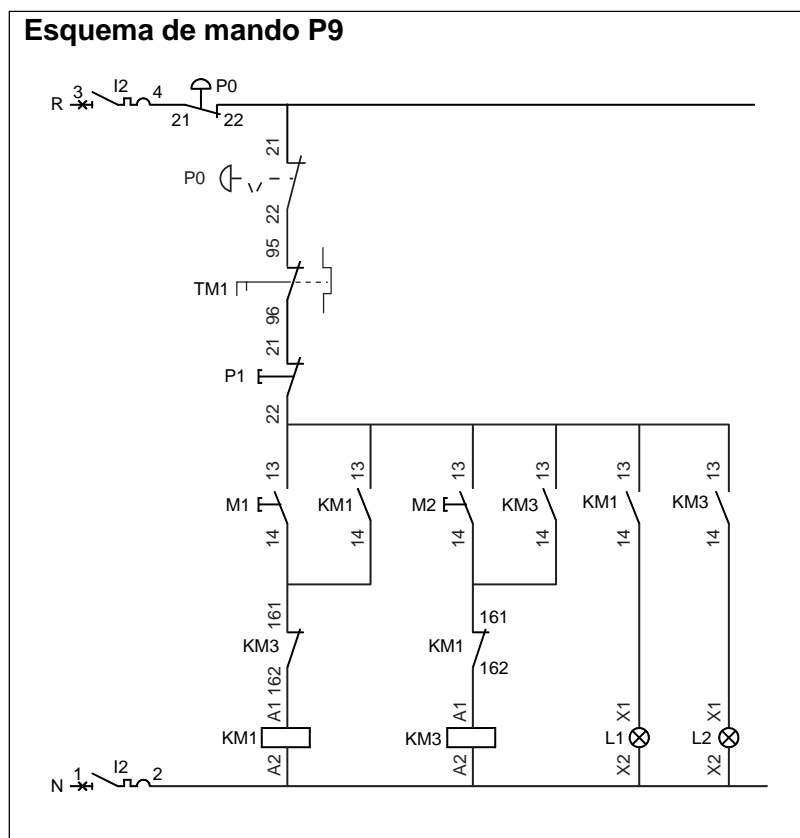 Esquema de mando P9
R 3 I2 4 P0
21 22
21
P0
22
95
TM1
96
21
P1
22
13 13 13 13 13 13
M1 KM1 M2 KM3 KM1 KM3
14 14 14 14 14 14
161 161
KM3 KM1
162 162
A1 A1 X1 X1
KM1 KM3 L1 L2
A2 A2 X2 X2
N 1 I2 2